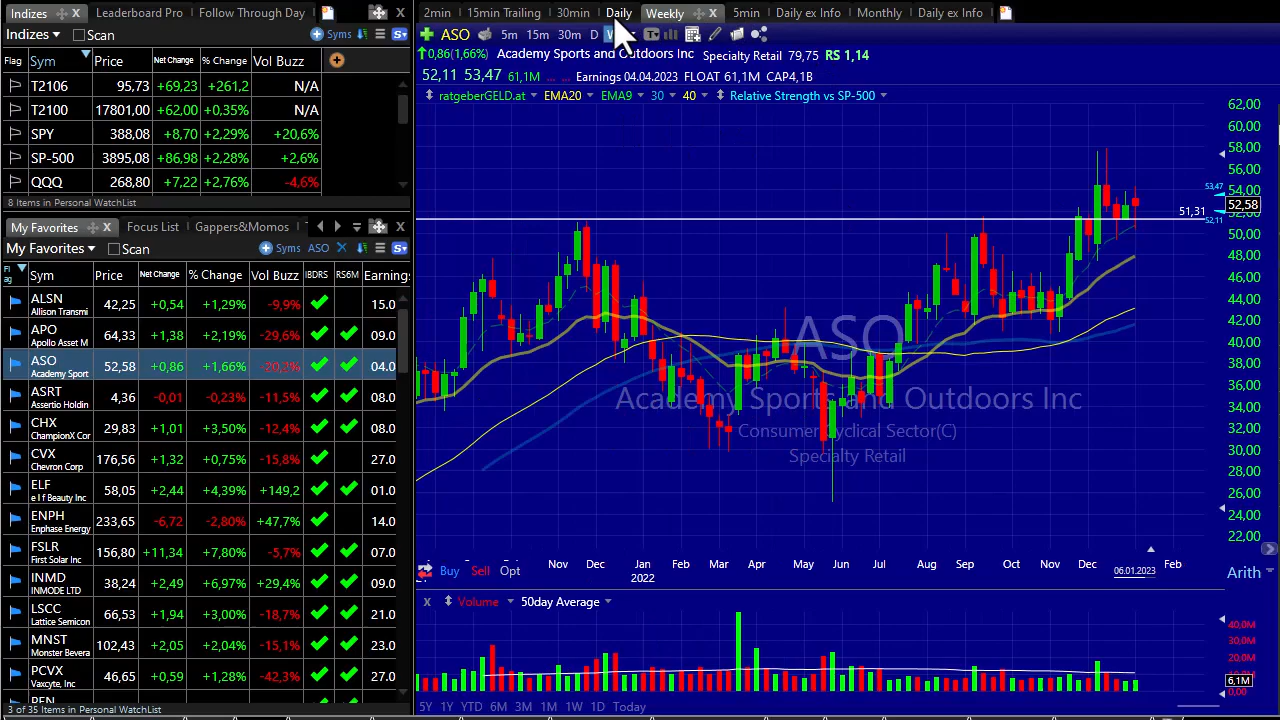 Indices Leaderboard Pro Follow Through Day
Indices Scan Syms
Flag Sym Price Net Change % Change Vol Buzz
T2106 95,73 +69,23 +261,2 N/A
T2100 17801,00 +62,00 +0,35% N/A
SPY 388,08 +8,70 +2,29% +20,6%
SP-500 3895,08 +86,98 +2,28% +2,6%
QQQ 268,80 +7,22 +2,76% -4,6%
8 Items in Personal WatchList
My Favorites Focus List Gappers&Momos
My Favorites Scan Syms ASO
Flag Sym Price Net Change % Change Vol Buzz IBDRS RS6M Earnings
ALSN 42,25 +0,54 +1,29% -9,9% 15.0
Allison Transmi
APO 64,33 +1,38 +2,19% -29,6% 09.0
Apollo Asset M
ASO 52,58 +0,86 +1,66% -20,2% 04.0
Academy Sport
ASRT 4,36 -0,01 -0,23% -11,5% 08.0
Assertio Holdin
CHX 29,83 +1,01 +3,50% -12,4% 08.0
ChampionX Cor
CVX 176,56 +1,32 +0,75% -15,8% 27.0
Chevron Corp
ELF 58,05 +2,44 +4,39% +149,2 01.0
e l f Beauty Inc
ENPH 233,65 -6,72 -2,80% +47,7% 14.0
Enphase Energy
FSLR 156,80 +11,34 +7,80% -5,7% 07.0
First Solar Inc
INMD 38,24 +2,49 +6,97% +29,4% 09.0
INMODE LTD
LSCC 66,53 +1,94 +3,00% -18,7% 21.0
Lattice Semicon
MNST 102,43 +2,05 +2,04% -15,1% 23.0
Monster Bevera
PCVX 46,65 +0,59 +1,28% -42,3% 27.0
Vaxcyte, Inc
PEN
3 of 35 Items in Personal WatchList
2min 15min Trailing 30min Daily Weekly 5min Daily ex Info Monthly Daily ex Info
ASO 5m 15m 30m D
0,86(1,66%) Academy Sports and Outdoors Inc Specialty Retail 79,75 RS 1,14
52,11 53,47 61,1M ... ... Earnings 04.04.2023 FLOAT 61,1M CAP4,1B
ratgeberGELD.at EMA20 EMA9 30 40 Relative Strength vs SP-500
62,00
60,00
58,00
56,00
54,00
53,47
52,58
51,31
52,00
52,11
50,00
48,00
46,00
44,00
42,00
40,00
38,00
36,00
34,00
32,00
30,00
28,00
26,00
24,00
22,00
ASO
Academy Sports and Outdoors Inc
Consumer Cyclical Sector(C)
Specialty Retail
Nov Dec Jan Feb Mar Apr May Jun Jul Aug Sep Oct Nov Dec Feb
2022 06.01.2023
Buy Sell Opt Arith
X Volume 50day Average
40,0M
30,0M
20,0M
10,0M
6,1M
0,00
5Y 1Y YTD 6M 3M 1M 1W 1D Today